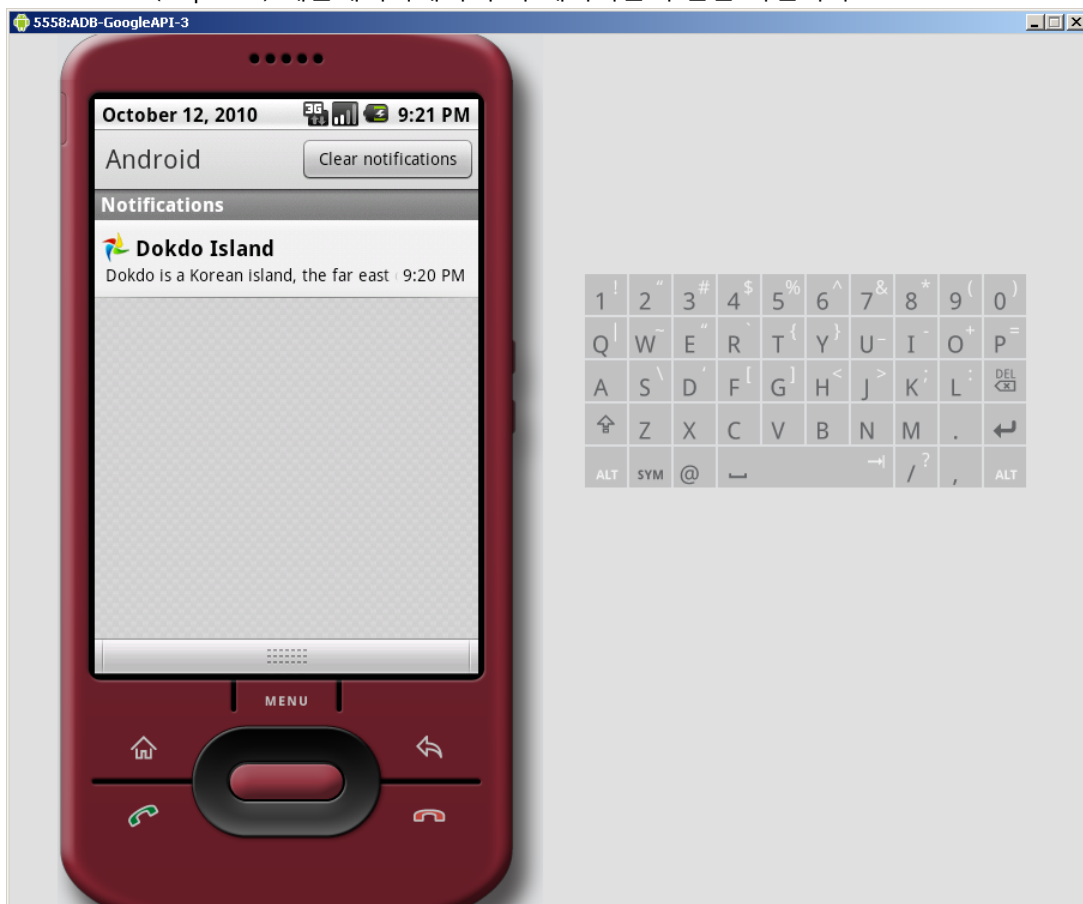 5558:ADB-GoogleAPI-3
October 12, 2010 3G 9:21 PM
Android Clear notifications
Notifications
Dokdo Island
Dokdo is a Korean island, the far east 9:20 PM
1 ! 2 " 3 # 4 $ 5 % 6 ^ 7 & 8 * 9 ( 0 )
Q | W ~ E " R ` T { Y } U _ I - O + P =
A S \ D ' F [ G ] H < J > K ; L : DEL
Z X C V B N M .
ALT SYM @ / ? , ALT
MENU